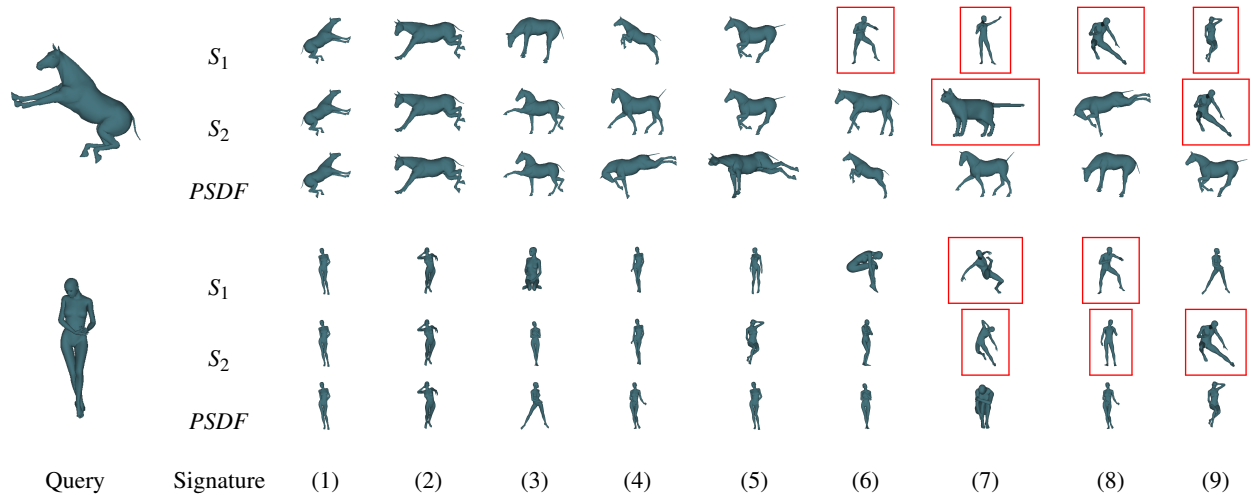 S1
S2
PSDF
S1
S2
PSDF
Query Signature (1) (2) (3) (4) (5) (6) (7) (8) (9)